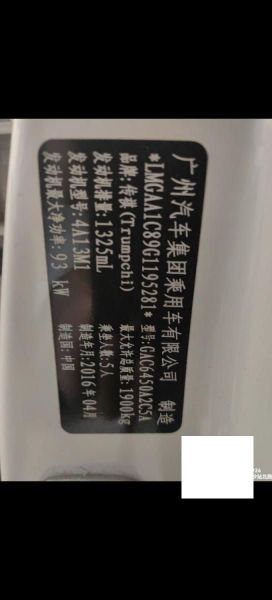 广州汽车集团乘用车有限公司 制造
*LMGAA1C89G1195281* 型号:GAC6450A2C5A
品牌:传祺(Trumpchi) 最大允许总质量:1900kg
发动机排量:1325mL 乘坐人数:5人
发动机型号:4A13M1 制造年月:2016年04月
发动机最大净功率:93 kW 制造国:中国